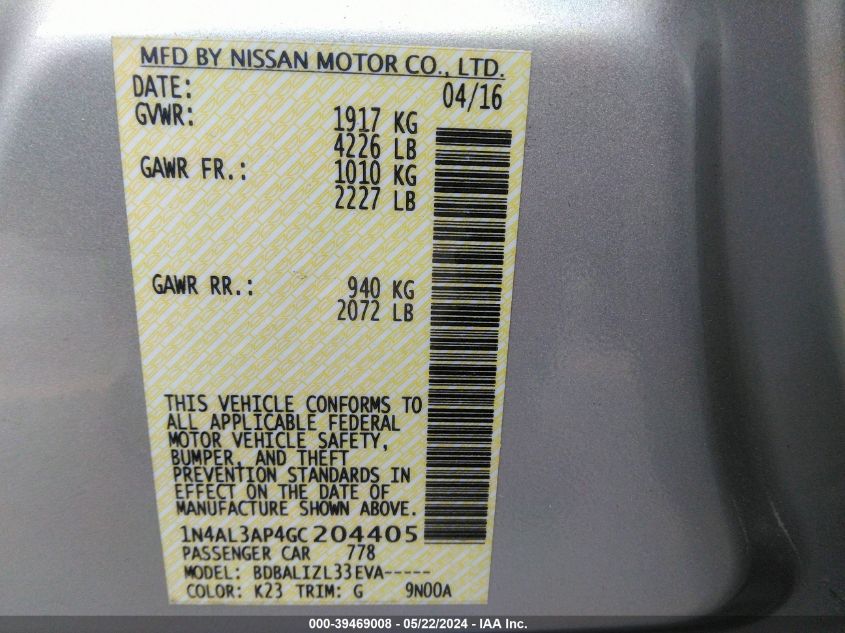 MFD BY NISSAN MOTOR CO., LTD.
DATE: 04/16
GVWR: 1917 KG
4226 LB
GAWR FR.: 1010 KG
2227 LB
GAWR RR.: 940 KG
2072 LB
THIS VEHICLE CONFORMS TO
ALL APPLICABLE FEDERAL
MOTOR VEHICLE SAFETY,
BUMPER, AND THEFT
PREVENTION STANDARDS IN
EFFECT ON THE DATE OF
MANUFACTURE SHOWN ABOVE.
1N4AL3AP4GC204405
PASSENGER CAR 778
MODEL: BDBALIZL33EVA-----
COLOR: K23 TRIM: G 9N00A
000-39469008 - 05/22/2024 - IAA Inc.